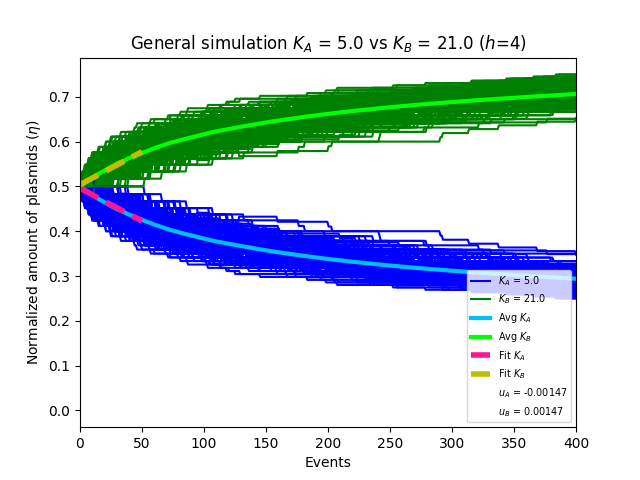 General simulation K_A = 5.0 vs K_B = 21.0 (h=4)
Normalized amount of plasmids (η)
0.7
0.6
0.5
0.4
0.3
0.2
0.1
0.0
K_A = 5.0
K_B = 21.0
Avg K_A
Avg K_B
Fit K_A
Fit K_B
u_A = -0.00147
u_B = 0.00147
0 50 100 150 200 250 300 350 400
Events